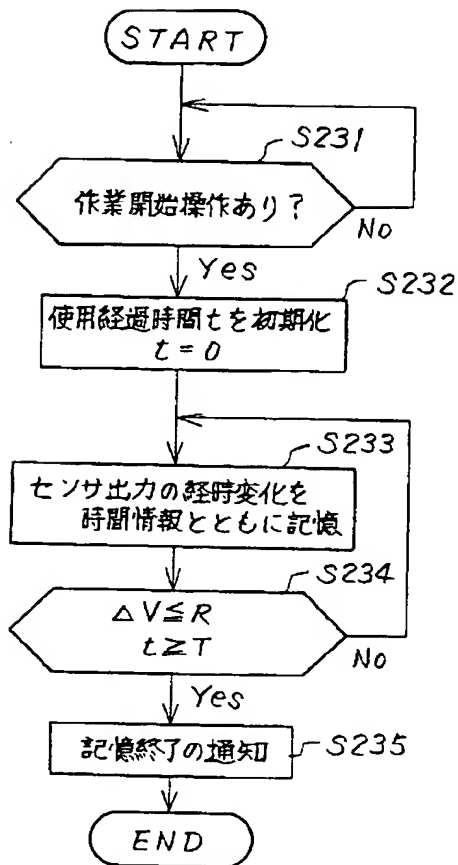 START
S231
作業開始操作あり?
No
Yes
S232
使用経過時間tを初期化
t=0
S233
センサ出力の経時変化を
時間情報とともに記憶
S234
ΔV≦R
t≧T
No
Yes
記憶終了の通知
S235
END